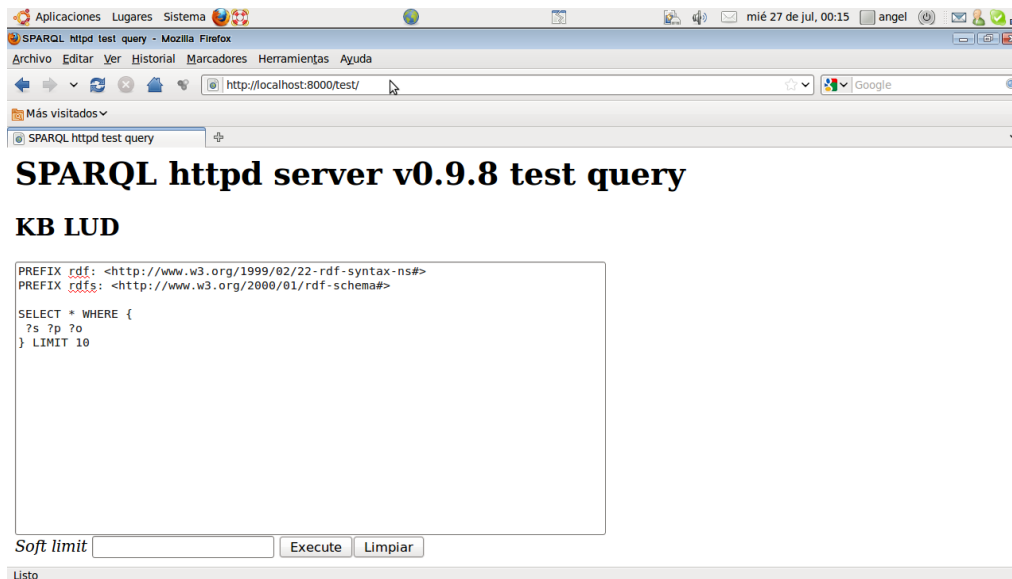 Aplicaciones Lugares Sistema mié 27 de jul, 00:15 angel
SPARQL httpd test query - Mozilla Firefox
Archivo Editar Ver Historial Marcadores Herramientas Ayuda
http://localhost:8000/test/ Google
Más visitados
SPARQL httpd test query
SPARQL httpd server v0.9.8 test query
KB LUD
PREFIX rdf: <http://www.w3.org/1999/02/22-rdf-syntax-ns#>
PREFIX rdfs: <http://www.w3.org/2000/01/rdf-schema#>
SELECT * WHERE {
?s ?p ?o
} LIMIT 10
Soft limit Execute Limpiar
Listo